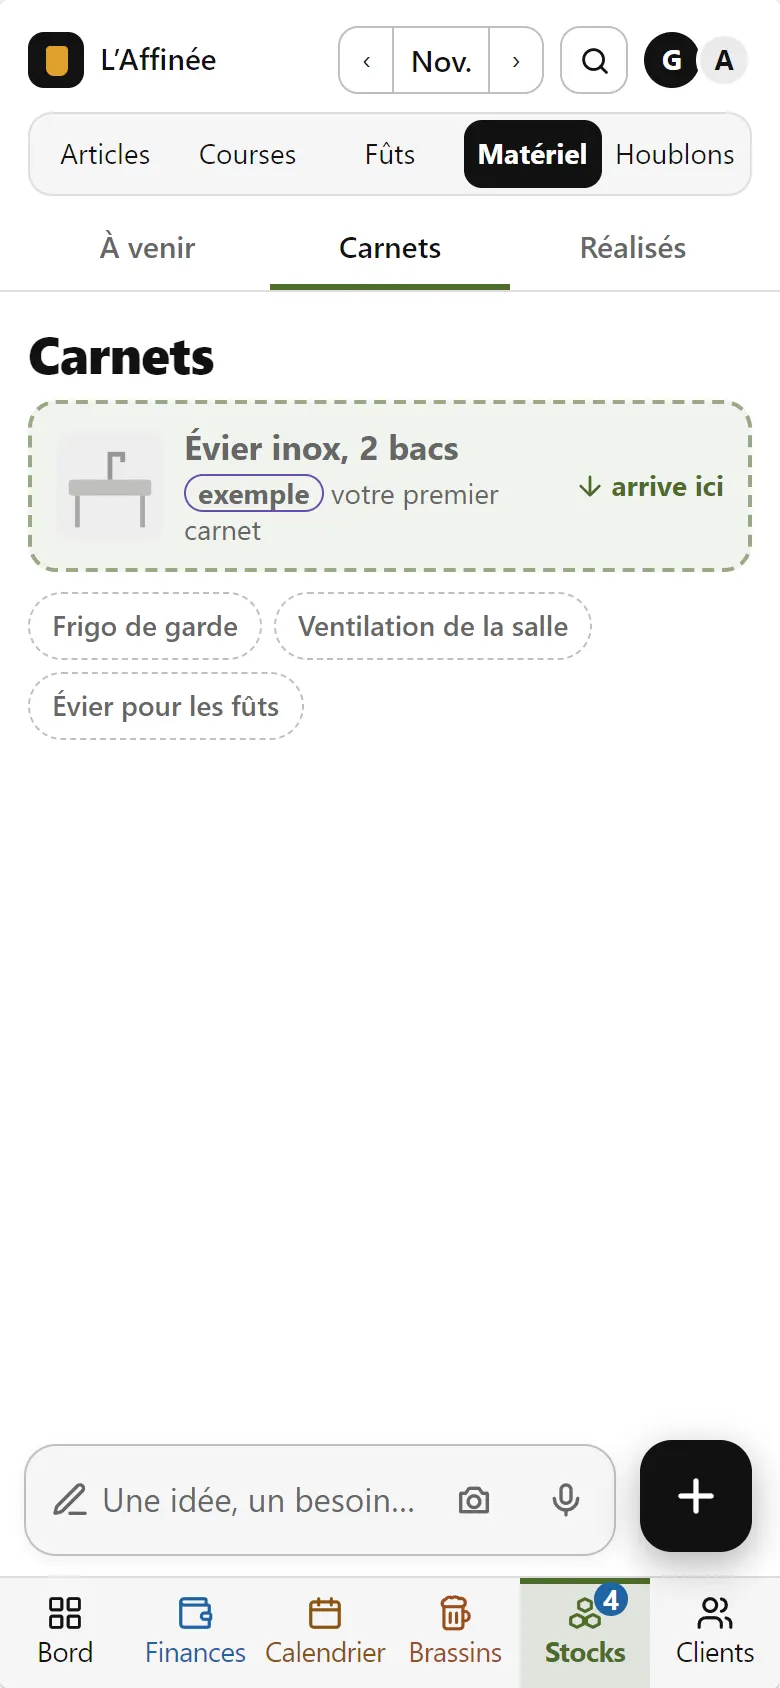 L’Affinée
‹ Nov. ›
G A
Articles Courses Fûts Matériel Houblons
À venir Carnets Réalisés
Carnets
Évier inox, 2 bacs
exemple votre premier
carnet
↓ arrive ici
Frigo de garde Ventilation de la salle
Évier pour les fûts
Une idée, un besoin...
+
4
Bord Finances Calendrier Brassins Stocks Clients